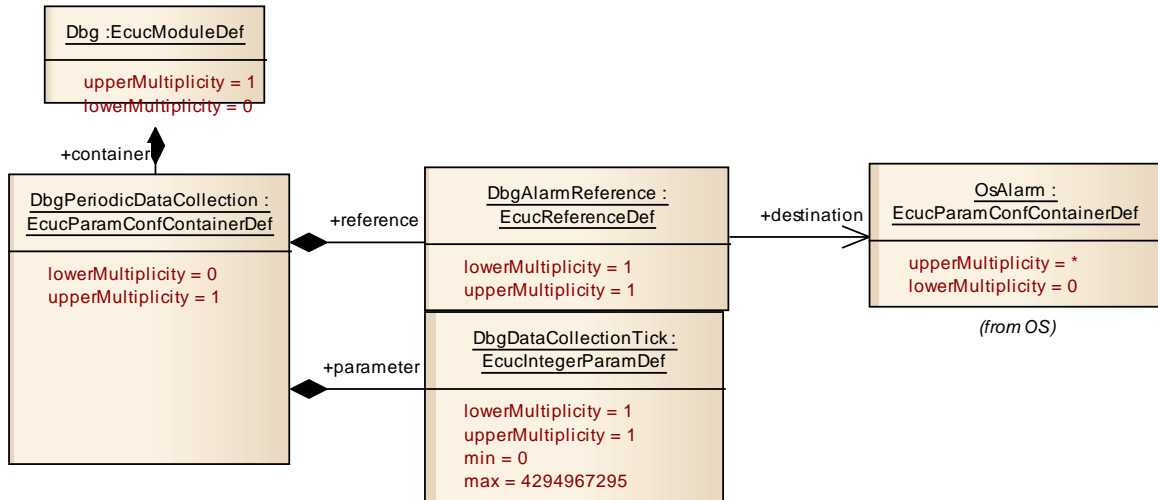 Dbg :EcucModuleDef
upperMultiplicity = 1
lowerMultiplicity = 0
+container
DbgPeriodicDataCollection :
EcucParamConfContainerDef
lowerMultiplicity = 0
upperMultiplicity = 1
+reference
DbgAlarmReference :
EcucReferenceDef
lowerMultiplicity = 1
upperMultiplicity = 1
+destination
OsAlarm :
EcucParamConfContainerDef
upperMultiplicity = *
lowerMultiplicity = 0
(from OS)
+parameter
DbgDataCollectionTick :
EcucIntegerParamDef
lowerMultiplicity = 1
upperMultiplicity = 1
min = 0
max = 4294967295